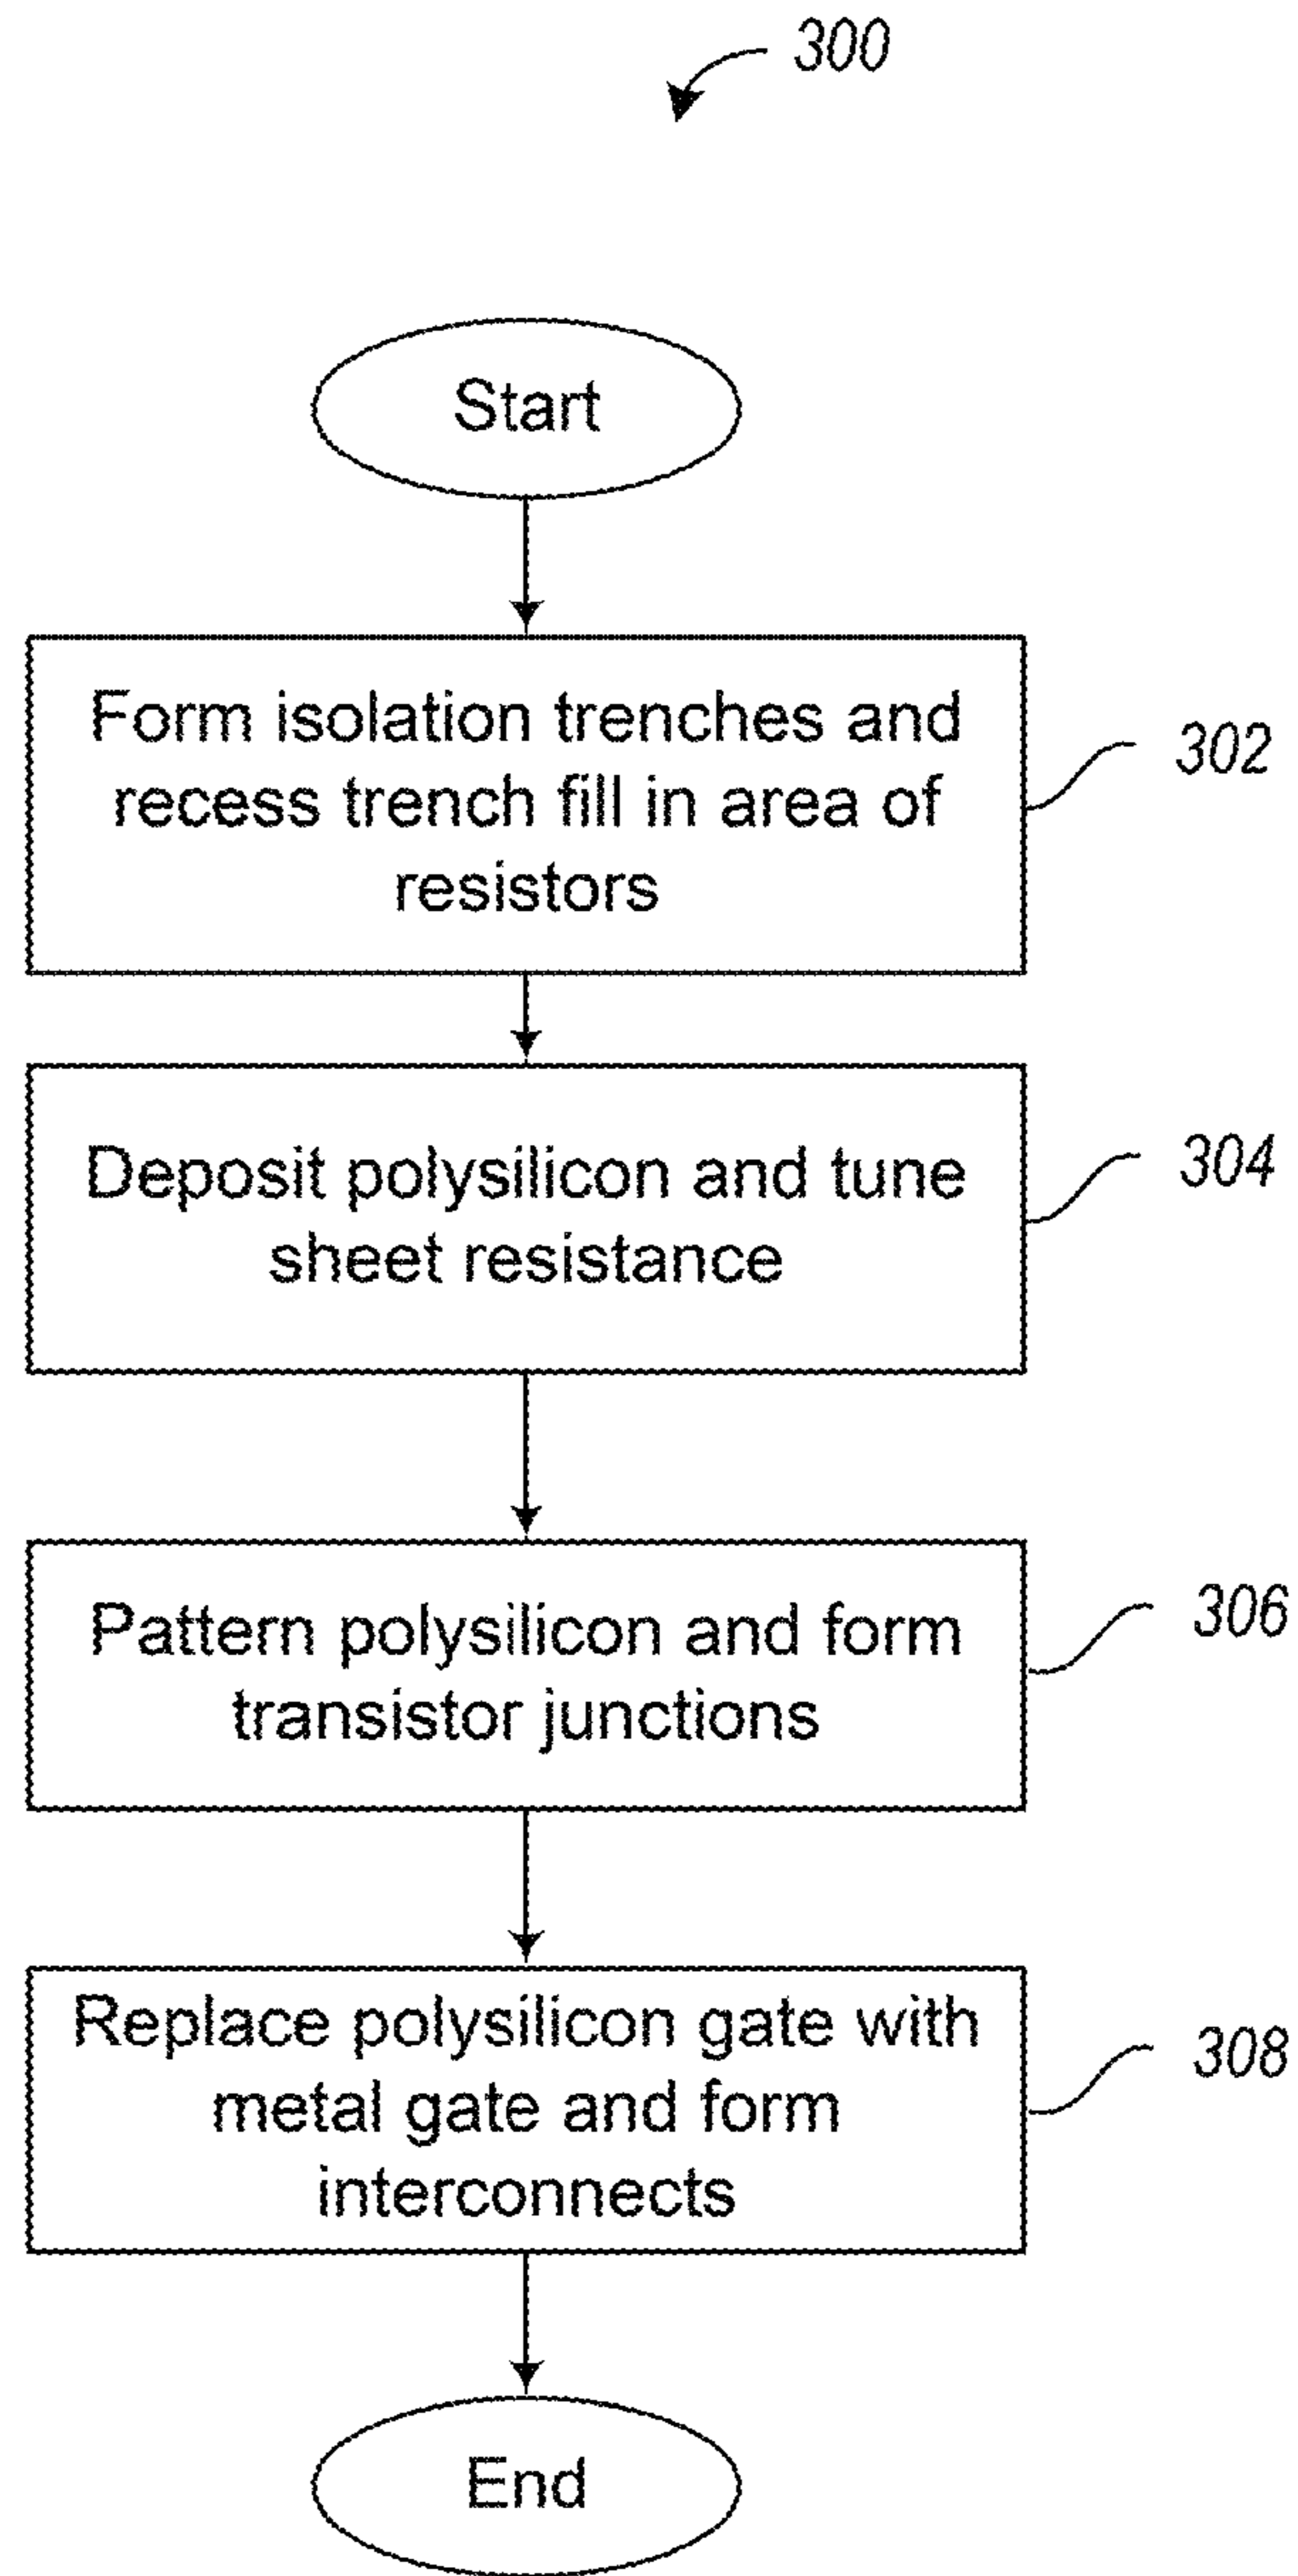 300
Start
Form isolation trenches and
recess trench fill in area of
resistors
302
Deposit polysilicon and tune
sheet resistance
304
Pattern polysilicon and form
transistor junctions
306
Replace polysilicon gate with
metal gate and form
interconnects
308
End